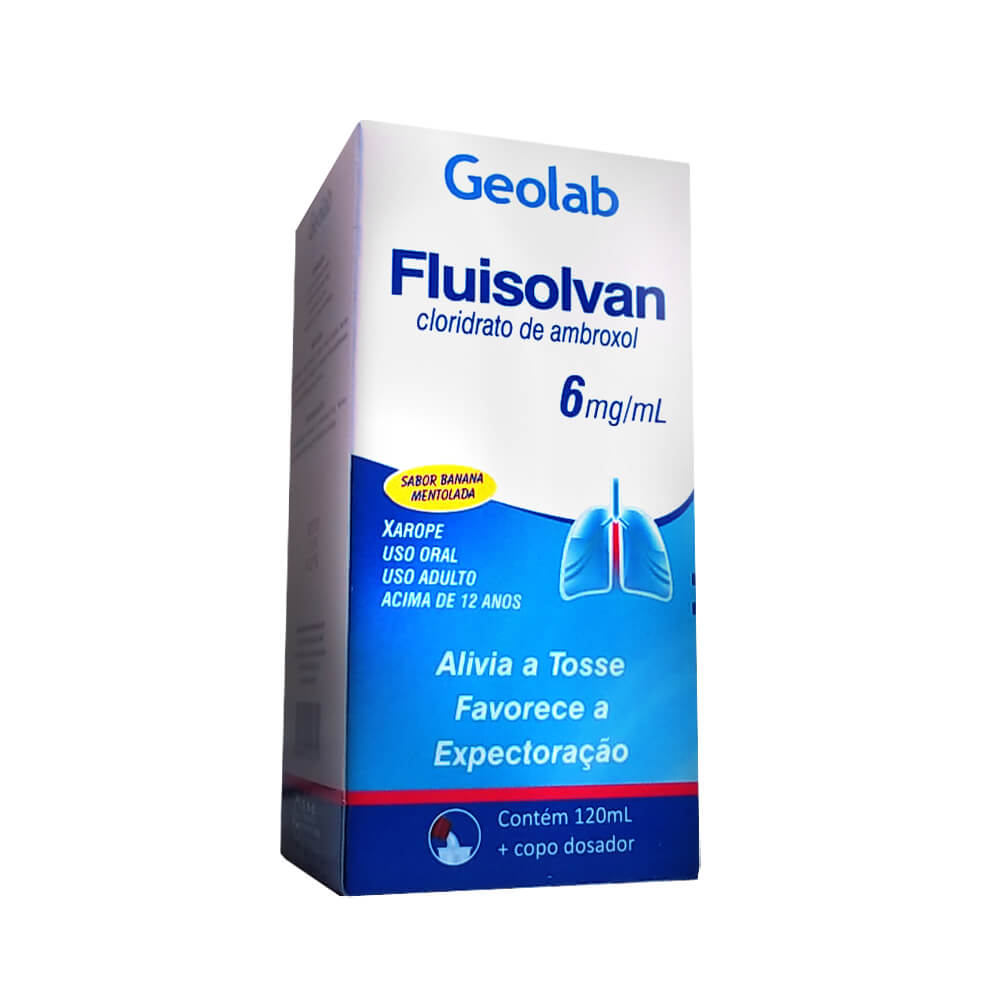 Geolab
Fluisolvan
cloridrato de ambroxol
6mg/mL
SABOR BANANA
MENTOLADA
XAROPE
USO ORAL
USO ADULTO
ACIMA DE 12 ANOS
Alivia a Tosse
Favorece a
Expectoração
Contém 120mL
+ copo dosador
Geolab